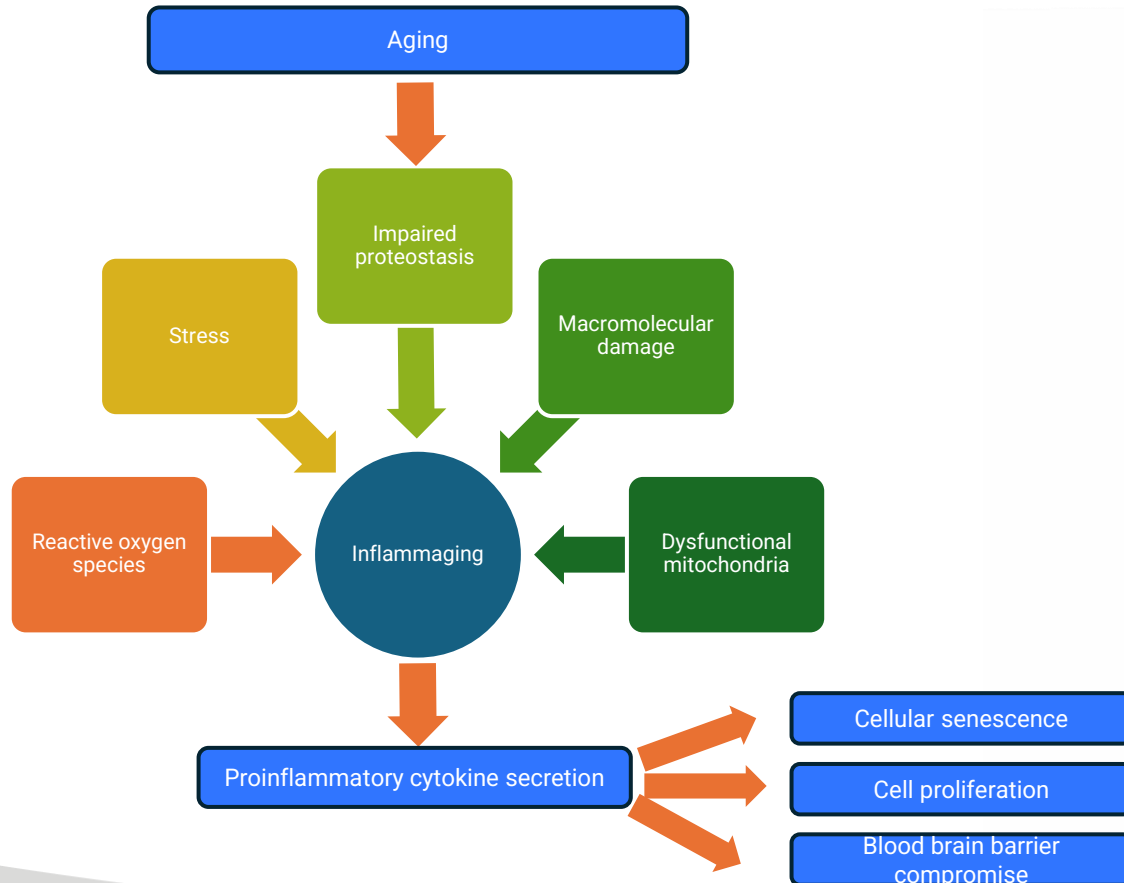 Aging
Impaired
proteostasis
Stress
Macromolecular
damage
Reactive oxygen
species
Inflammaging
Dysfunctional
mitochondria
Proinflammatory cytokine secretion
Cellular senescence
Cell proliferation
Blood brain barrier
compromise